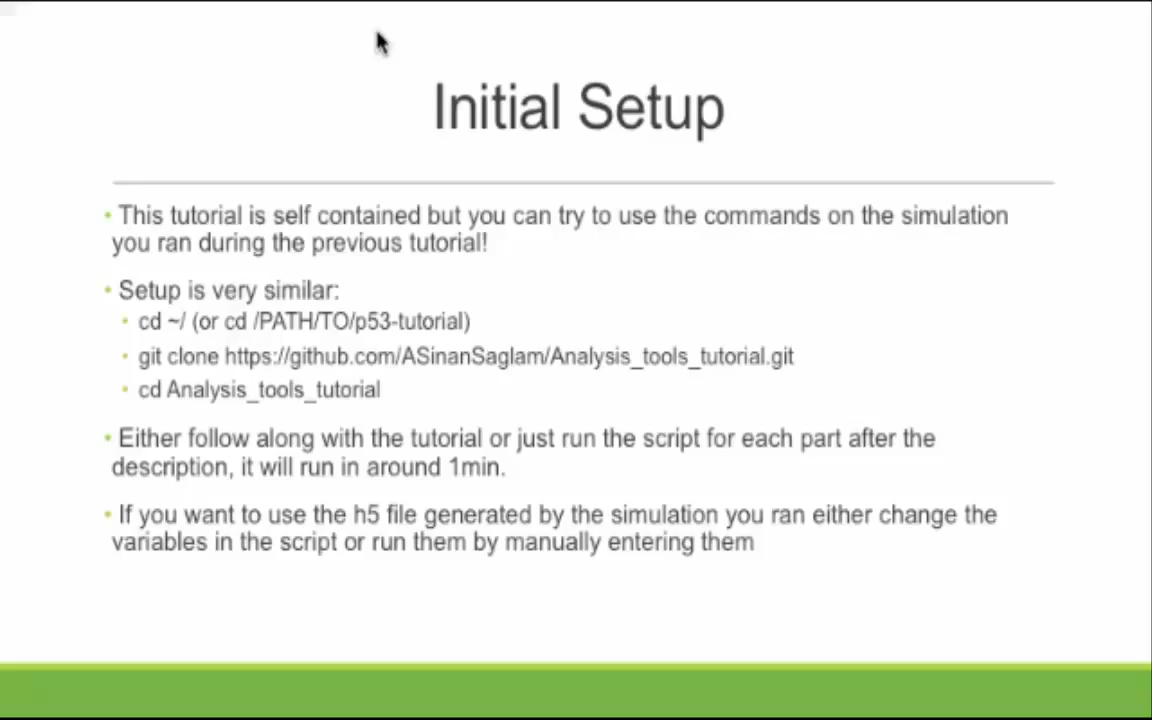 Initial Setup
• This tutorial is self contained but you can try to use the commands on the simulation
you ran during the previous tutorial!
• Setup is very similar:
• cd ~/ (or cd /PATH/TO/p53-tutorial)
• git clone https://github.com/ASinanSaglam/Analysis_tools_tutorial.git
• cd Analysis_tools_tutorial
• Either follow along with the tutorial or just run the script for each part after the
description, it will run in around 1min.
• If you want to use the h5 file generated by the simulation you ran either change the
variables in the script or run them by manually entering them